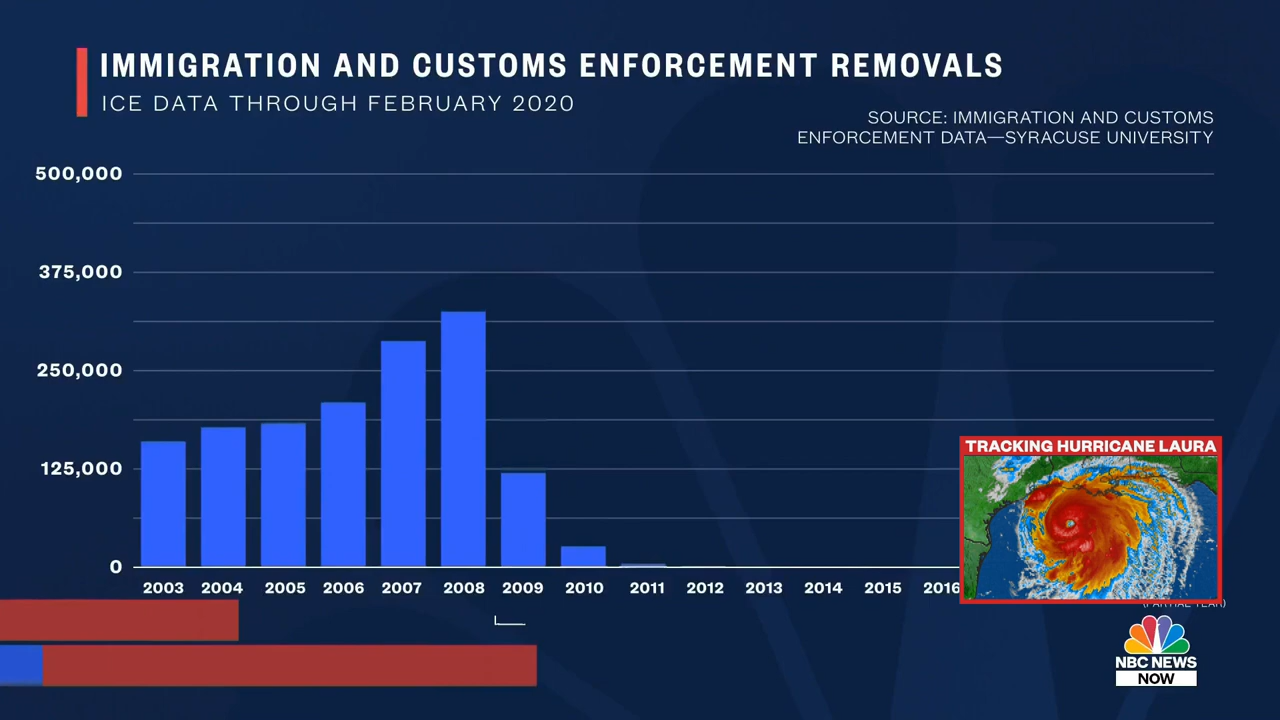 IMMIGRATION AND CUSTOMS ENFORCEMENT REMOVALS
ICE DATA THROUGH FEBRUARY 2020
SOURCE: IMMIGRATION AND CUSTOMS
ENFORCEMENT DATA—SYRACUSE UNIVERSITY
500,000
375,000
250,000
125,000
0
2003 2004 2005 2006 2007 2008 2009 2010 2011 2012 2013 2014 2015 2016
TRACKING HURRICANE LAURA
(PARTIAL YEAR)
NBC NEWS
NOW